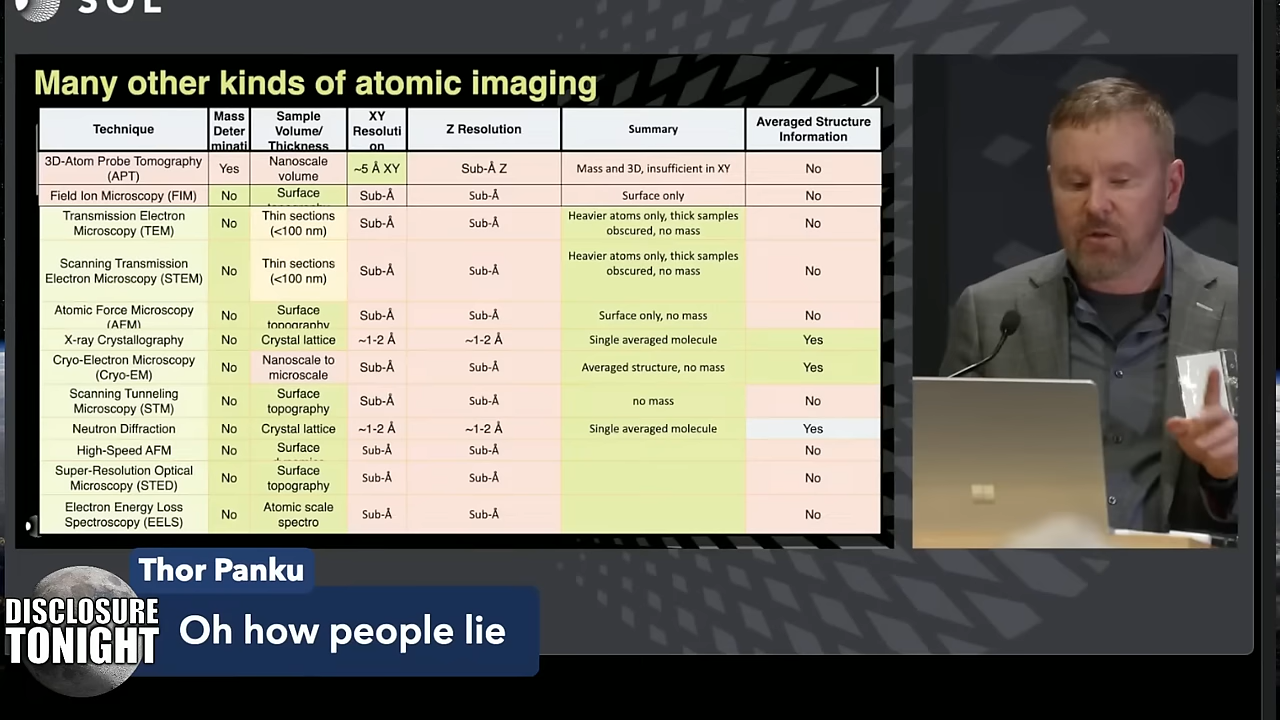 SOL
Many other kinds of atomic imaging
Technique
Mass
Deter
minati
Sample
Volume/
Thickness
XY
Resoluti
on
Z Resolution
Summary
Averaged Structure
Information
3D-Atom Probe Tomography
(APT)
Yes
Nanoscale
volume
~5 Å XY
Sub-Å Z
Mass and 3D, insufficient in XY
No
Field Ion Microscopy (FIM)
No
Surface
topography
Sub-Å
Sub-Å
Surface only
No
Transmission Electron
Microscopy (TEM)
No
Thin sections
(<100 nm)
Sub-Å
Sub-Å
Heavier atoms only, thick samples
obscured, no mass
No
Scanning Transmission
Electron Microscopy (STEM)
No
Thin sections
(<100 nm)
Sub-Å
Sub-Å
Heavier atoms only, thick samples
obscured, no mass
No
Atomic Force Microscopy
(AFM)
No
Surface
topography
Sub-Å
Sub-Å
Surface only, no mass
No
X-ray Crystallography
No
Crystal lattice
~1-2 Å
~1-2 Å
Single averaged molecule
Yes
Cryo-Electron Microscopy
(Cryo-EM)
No
Nanoscale to
microscale
Sub-Å
Sub-Å
Averaged structure, no mass
Yes
Scanning Tunneling
Microscopy (STM)
No
Surface
topography
Sub-Å
Sub-Å
no mass
No
Neutron Diffraction
No
Crystal lattice
~1-2 Å
~1-2 Å
Single averaged molecule
Yes
High-Speed AFM
No
Surface
Sub-Å
Sub-Å
No
Super-Resolution Optical
Microscopy (STED)
No
Surface
topography
Sub-Å
Sub-Å
No
Electron Energy Loss
Spectroscopy (EELS)
No
Atomic scale
spectro
Sub-Å
Sub-Å
No
Thor Panku
DISCLOSURE
TONIGHT
Oh how people lie